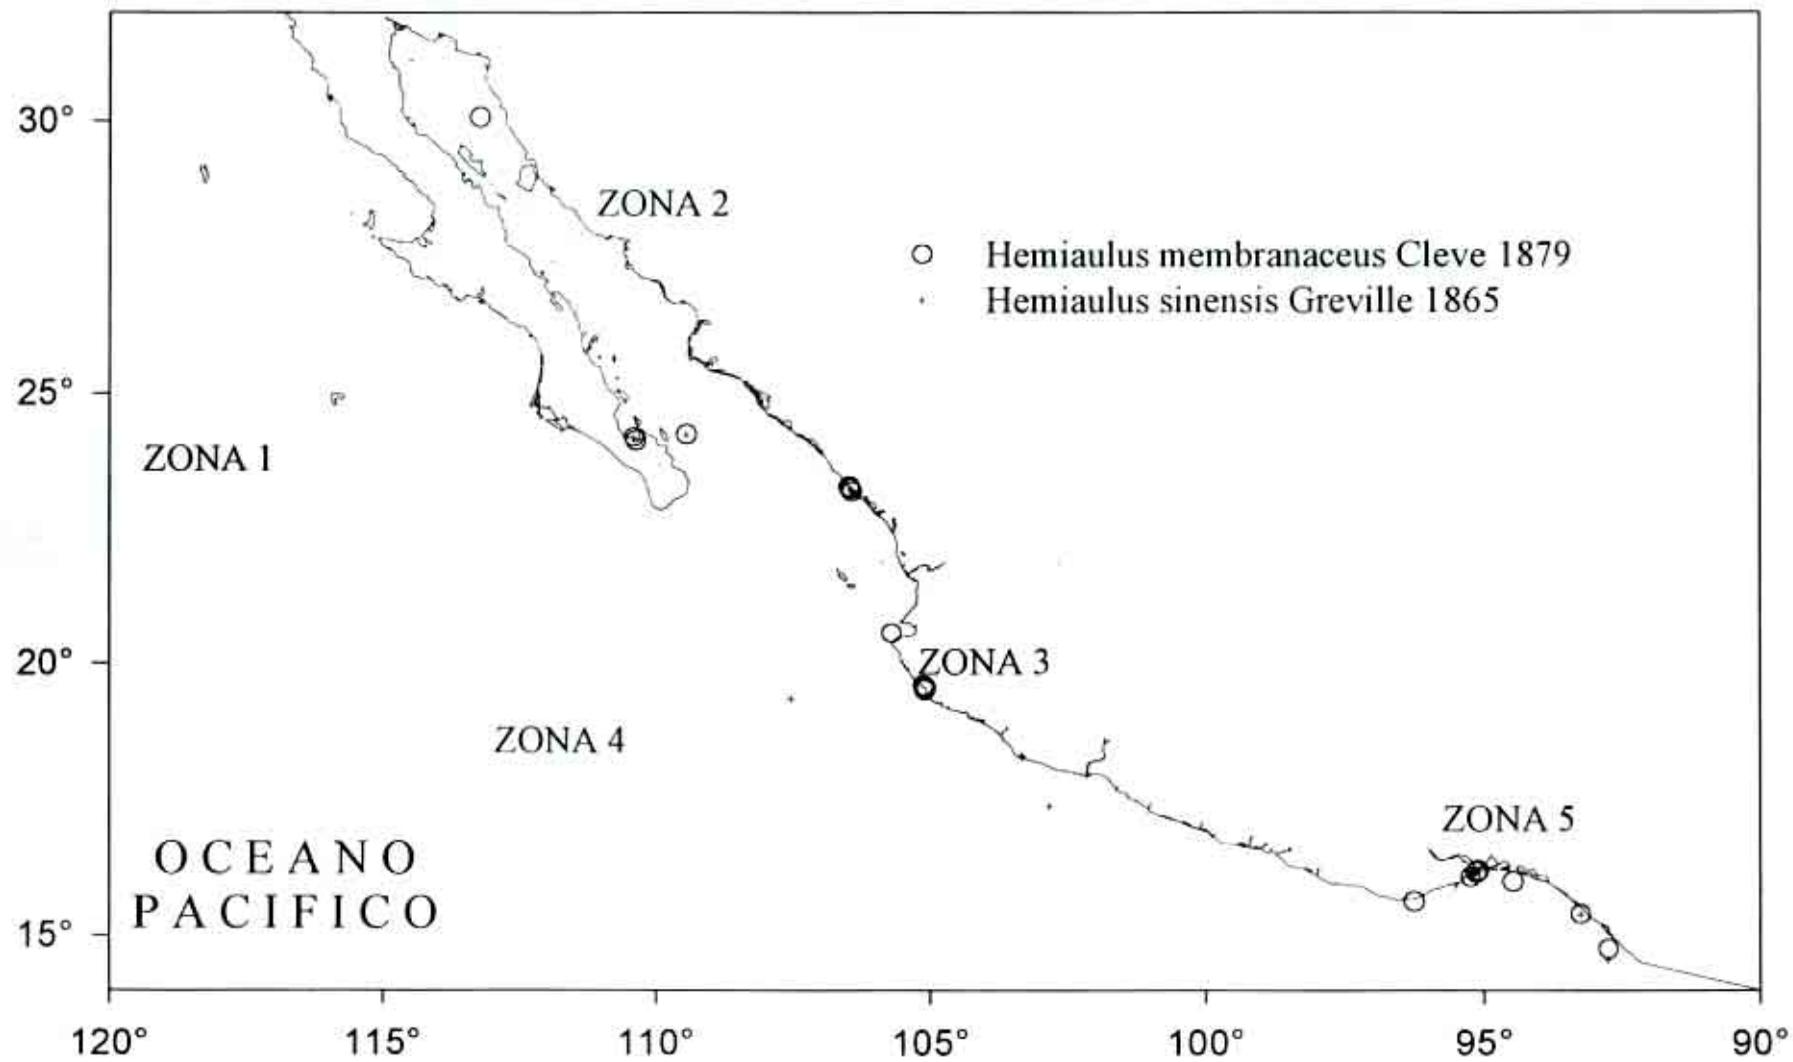 30°
ZONA 2
Hemiaulus membranaceus Cleve 1879
Hemiaulus sinensis Greville 1865
25°
ZONA 1
20°
ZONA 3
ZONA 4
ZONA 5
OCEANO
PACIFICO
15°
120° 115° 110° 105° 100° 95° 90°